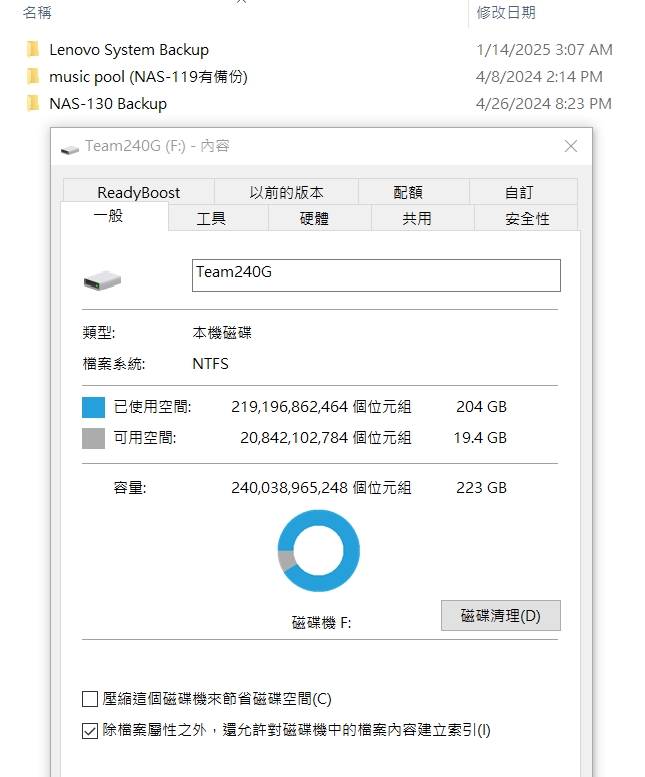 名稱 修改日期
Lenovo System Backup 1/14/2025 3:07 AM
music pool (NAS-119有備份) 4/8/2024 2:14 PM
NAS-130 Backup 4/26/2024 8:23 PM
Team240G (F:) - 內容
ReadyBoost 以前的版本 配額 自訂
一般 工具 硬體 共用 安全性
Team240G
類型: 本機磁碟
檔案系統: NTFS
已使用空間: 219,196,862,464 個位元組 204 GB
可用空間: 20,842,102,784 個位元組 19.4 GB
容量: 240,038,965,248 個位元組 223 GB
磁碟機 F: 磁碟清理(D)
壓縮這個磁碟機來節省磁碟空間(C)
除檔案屬性之外，還允許對磁碟機中的檔案內容建立索引(I)